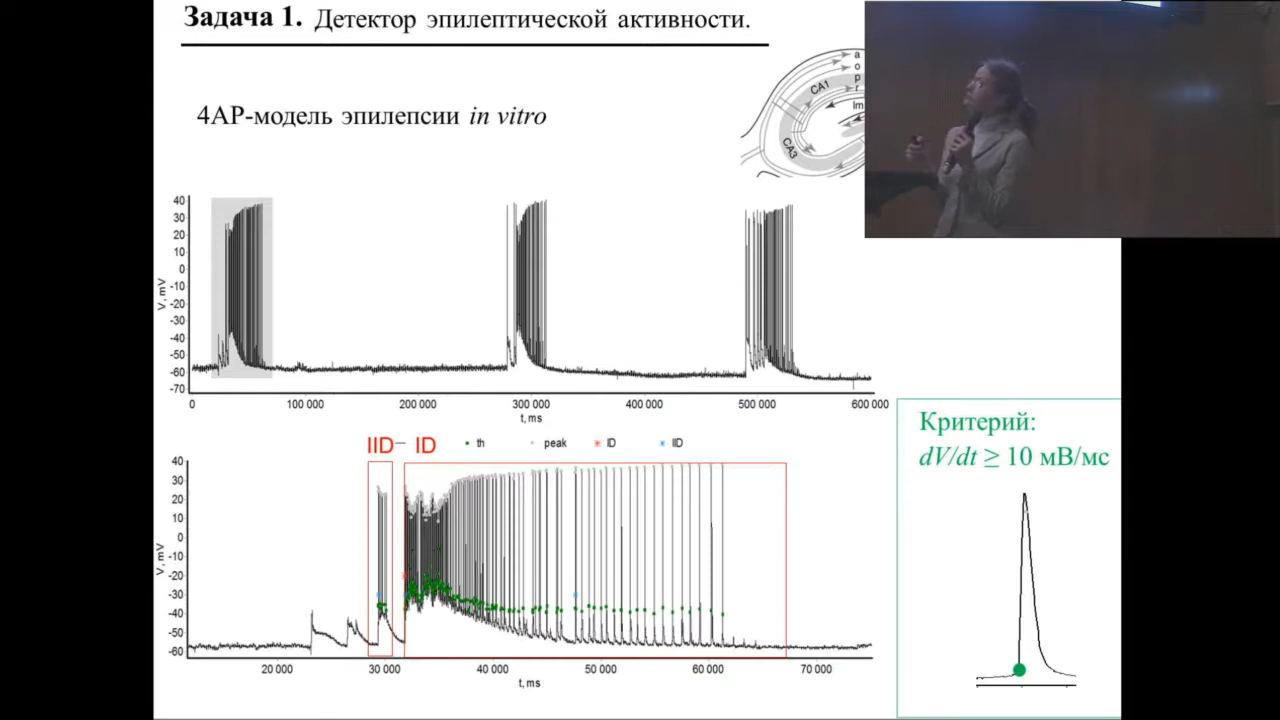 Задача 1. Детектор эпилептической активности.
4AP-модель эпилепсии in vitro
CA1
CA3
a
o
p
r
lm
40
30
20
10
0
-10
-20
-30
-40
-50
-60
-70
V, mV
0 100 000 200 000 300 000 400 000 500 000 600 000
t, ms
IID– ID
th peak ID IID
40
30
20
10
0
-10
-20
-30
-40
-50
-60
V, mV
20 000 30 000 40 000 50 000 60 000 70 000
t, ms
Критерий:
dV/dt ≥ 10 мВ/мс